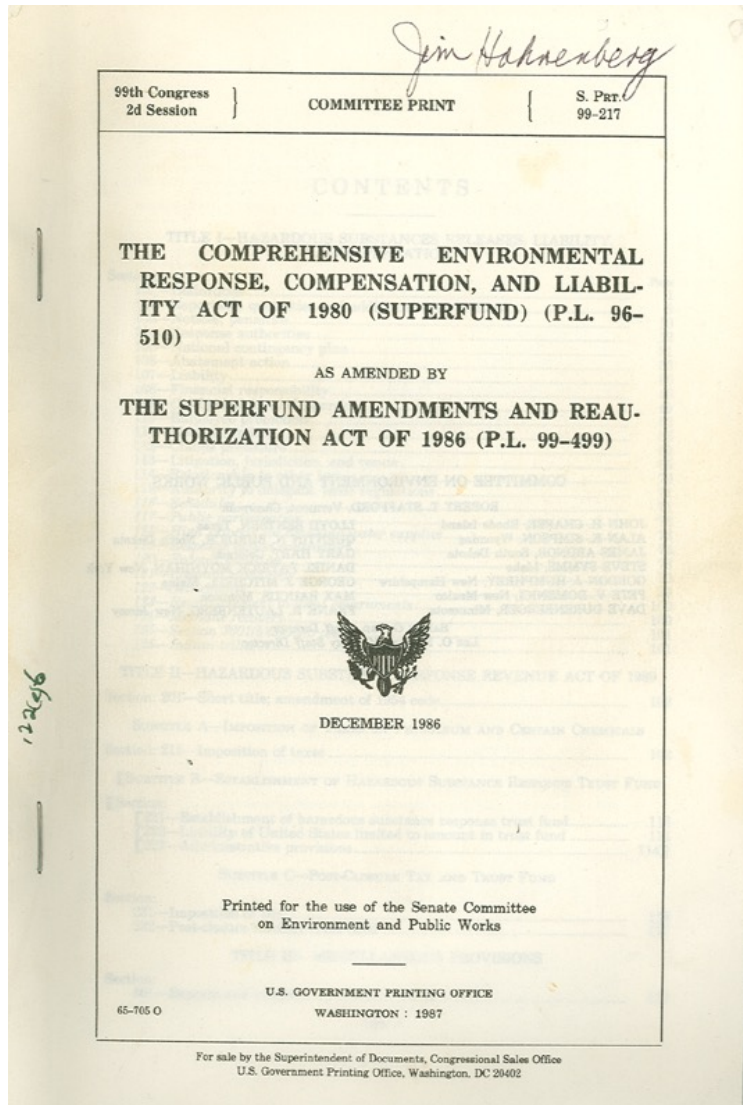 Jim Hohnenberg
99th Congress
2d Session
COMMITTEE PRINT
S. PRT.
99-217
THE COMPREHENSIVE ENVIRONMENTAL
RESPONSE, COMPENSATION, AND LIABIL-
ITY ACT OF 1980 (SUPERFUND) (P.L. 96-
510)
AS AMENDED BY
THE SUPERFUND AMENDMENTS AND REAU-
THORIZATION ACT OF 1986 (P.L. 99-499)
DECEMBER 1986
Printed for the use of the Senate Committee
on Environment and Public Works
U.S. GOVERNMENT PRINTING OFFICE
65-705 O
WASHINGTON : 1987
For sale by the Superintendent of Documents, Congressional Sales Office
U.S. Government Printing Office, Washington, DC 20402